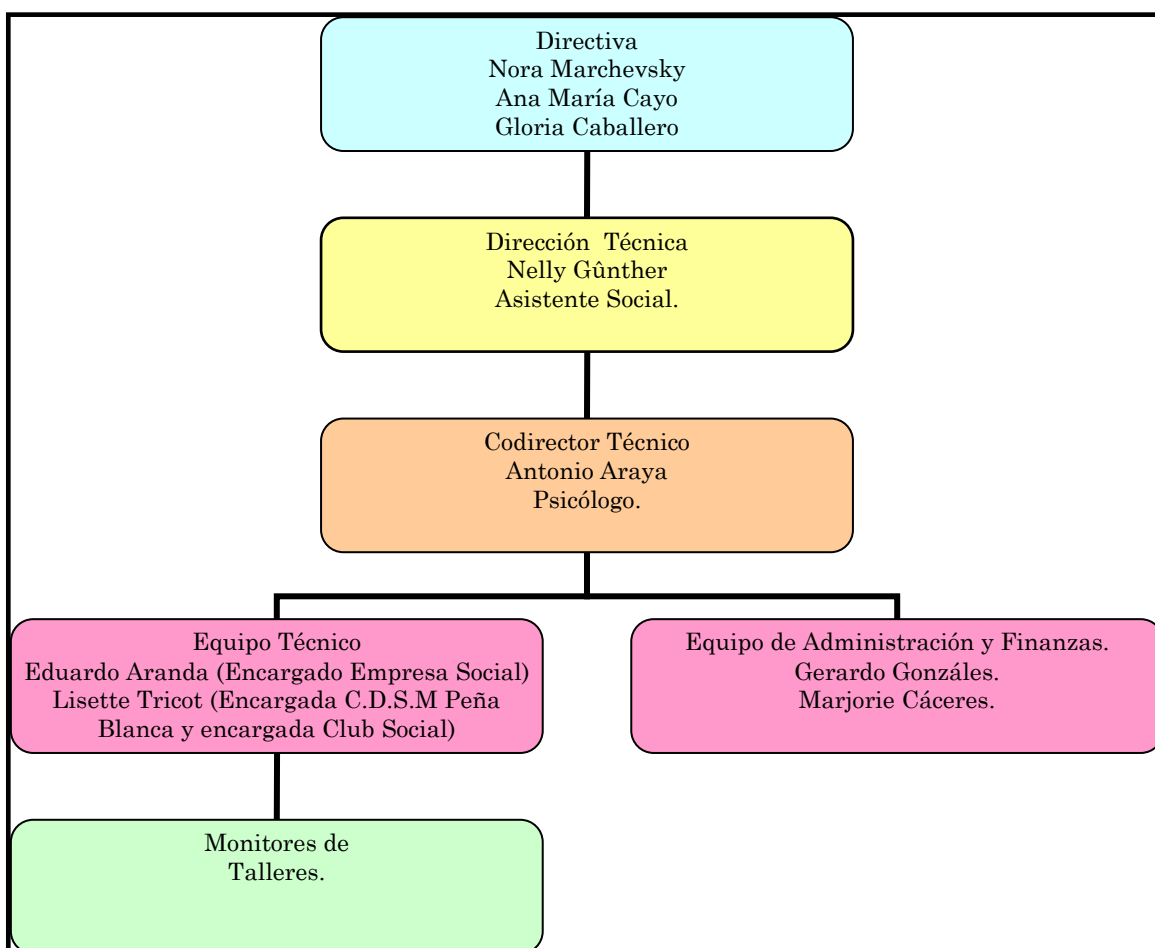 Directiva
Nora Marchevsky
Ana María Cayo
Gloria Caballero
Dirección  Técnica
Nelly Gûnther
Asistente Social.
Codirector Técnico
Antonio Araya
Psicólogo.
Equipo Técnico
Eduardo Aranda (Encargado Empresa Social)
Lisette Tricot (Encargada C.D.S.M Peña
Blanca y encargada Club Social)
Equipo de Administración y Finanzas.
Gerardo Gonzáles.
Marjorie Cáceres.
Monitores de
Talleres.